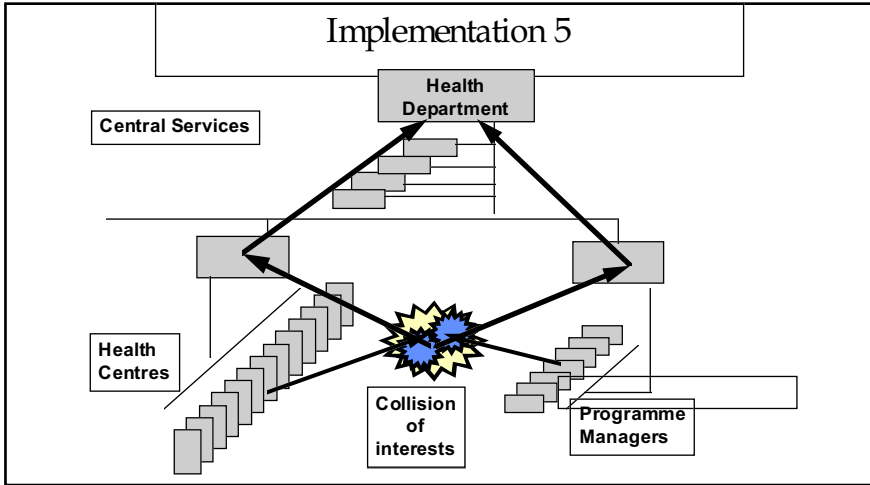 Implementation 5
Health
Department
Central Services
Health
Centres
Collision
of
interests
Programme
Managers